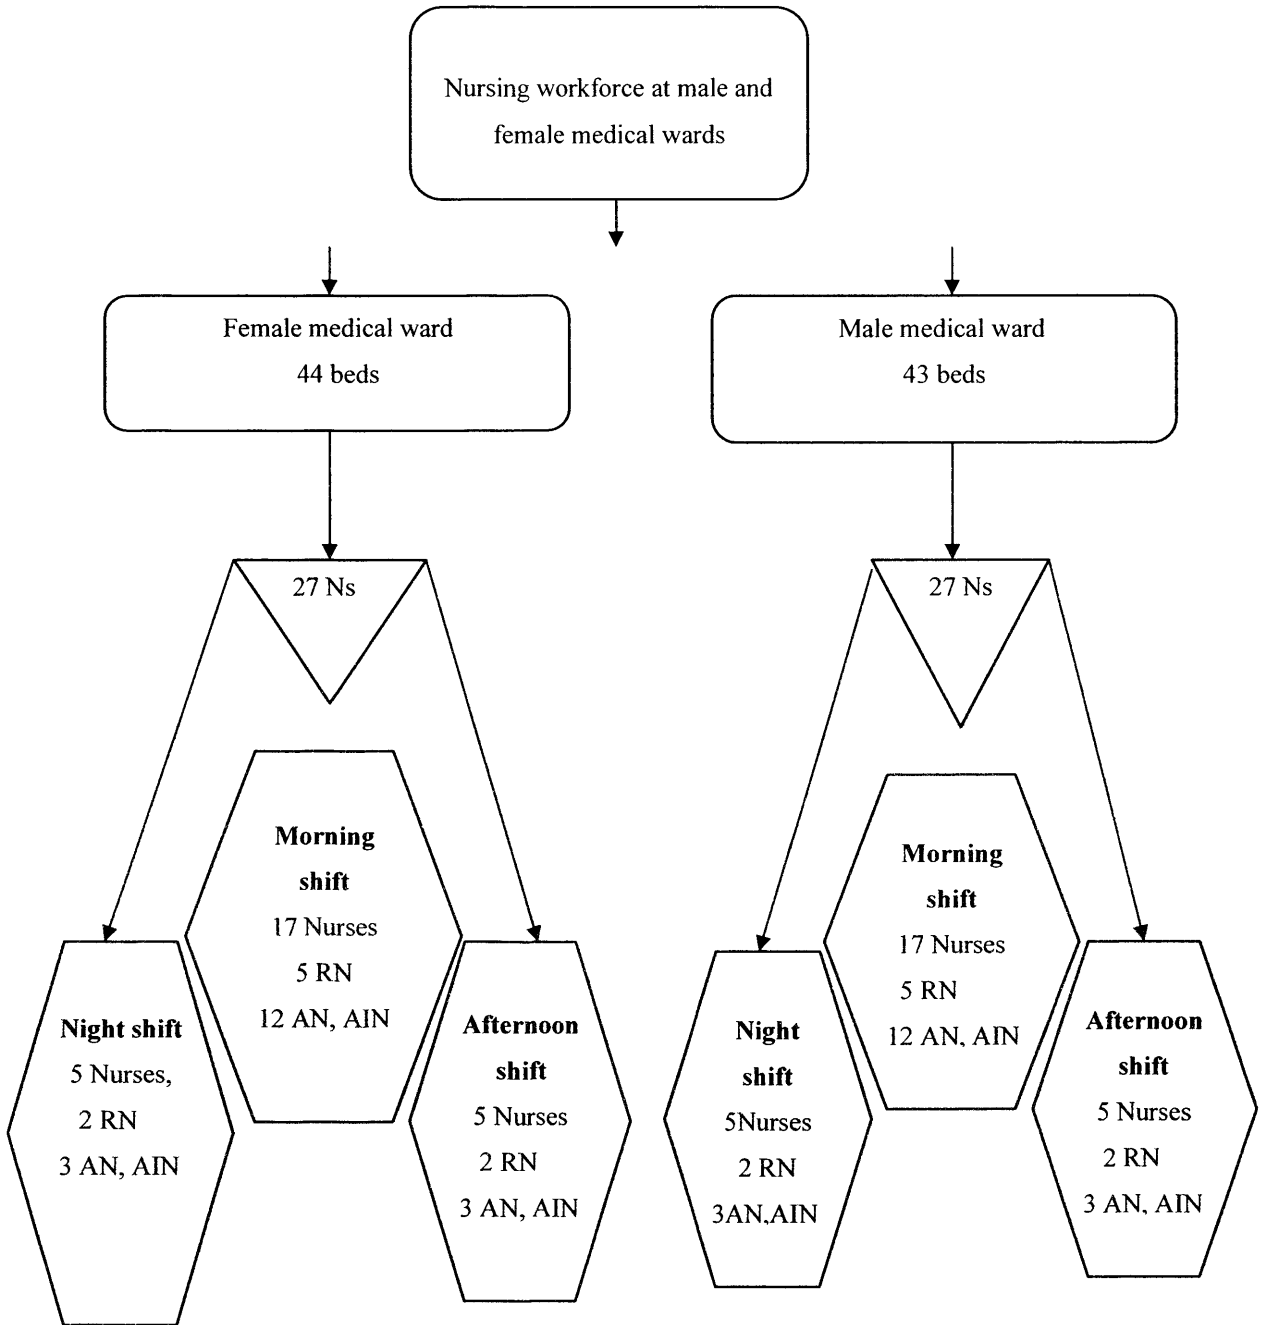 Nursing workforce at male and
female medical wards
Female medical ward
44 beds
Male medical ward
43 beds
27 Ns
27 Ns
Morning
shift
17 Nurses
5 RN
12 AN, AIN
Night shift
5 Nurses,
2 RN
3 AN, AIN
Afternoon
shift
5 Nurses
2 RN
3 AN, AIN
Morning
shift
17 Nurses
5 RN
12 AN, AIN
Night
shift
5Nurses
2 RN
3AN,AIN
Afternoon
shift
5 Nurses
2 RN
3 AN, AIN